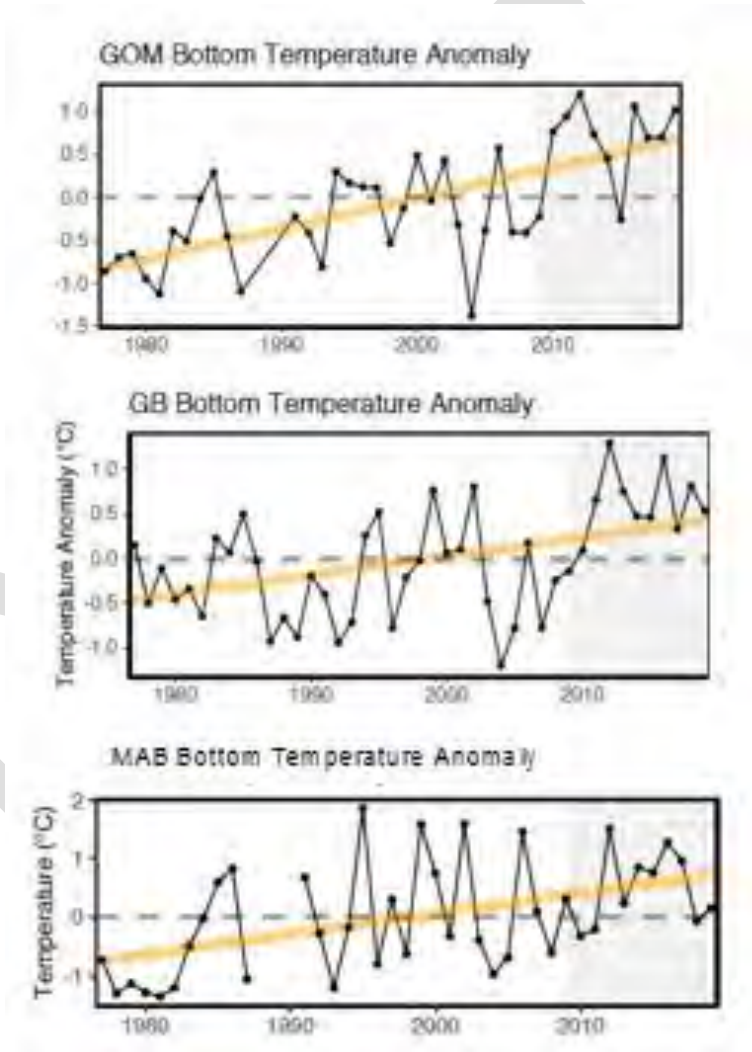 GOM Bottom Temperature Anomaly
1.0
0.5
0.0
-0.5
-1.0
-1.5
1980 1990 2000 2010
GB Bottom Temperature Anomaly
Temperature Anomaly (°C)
1.0
0.5
0.0
-0.5
-1.0
1980 1990 2000 2010
MAB Bottom Temperature Anomaly
Temperature (°C)
2
1
0
-1
1980 1990 2000 2010